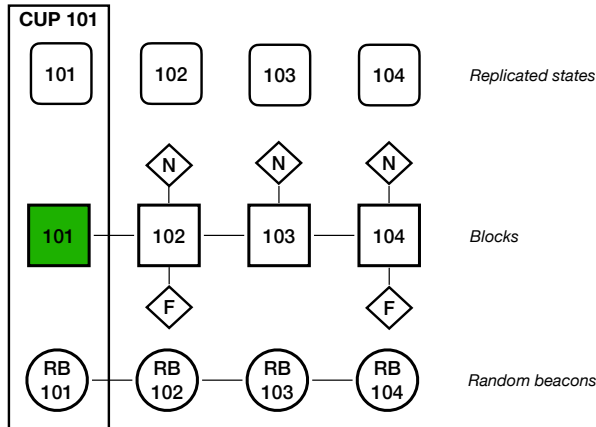 CUP 101
101 102 103 104 Replicated states
N N N
101 102 103 104 Blocks
F F
RB RB RB RB
101 102 103 104 Random beacons